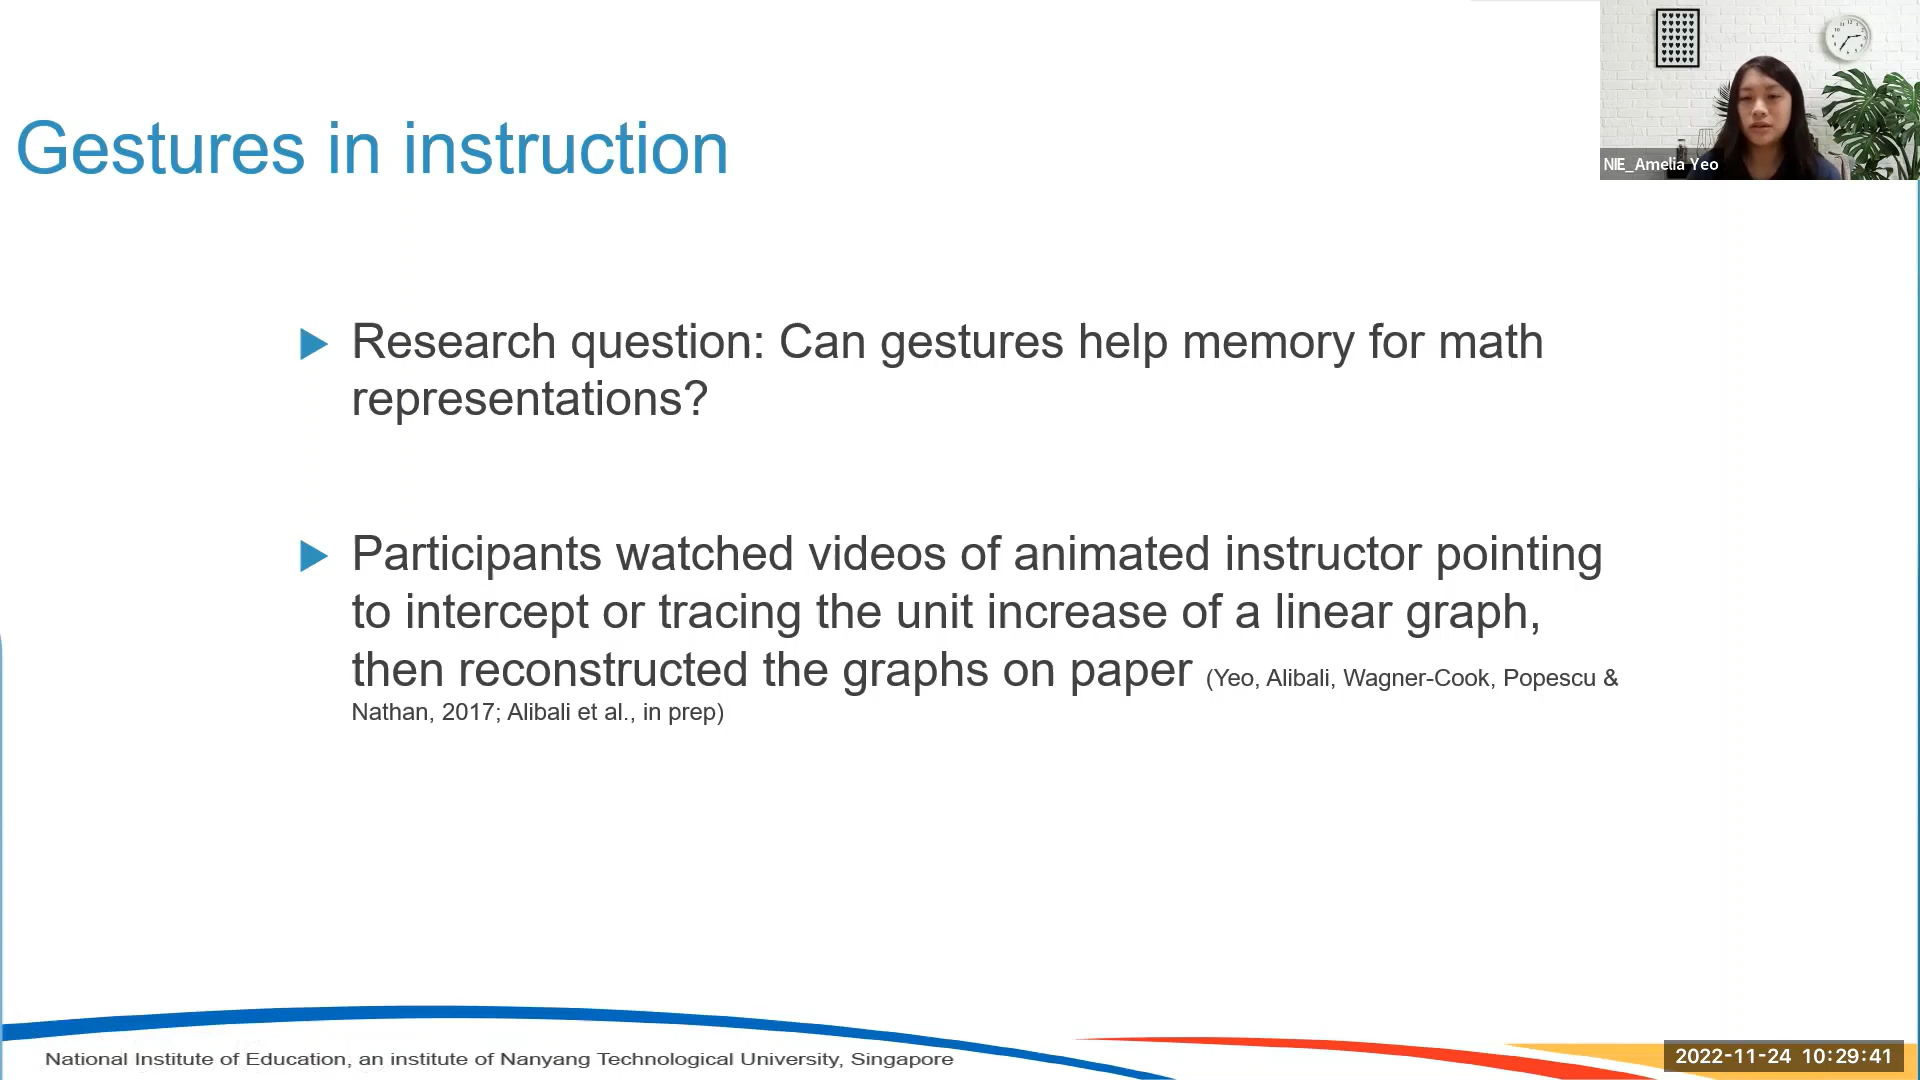 NIE_Amelia Yeo
Gestures in instruction
Research question: Can gestures help memory for math
representations?
Participants watched videos of animated instructor pointing
to intercept or tracing the unit increase of a linear graph,
then reconstructed the graphs on paper (Yeo, Alibali, Wagner-Cook, Popescu &
Nathan, 2017; Alibali et al., in prep)
National Institute of Education, an institute of Nanyang Technological University, Singapore
2022-11-24 10:29:41